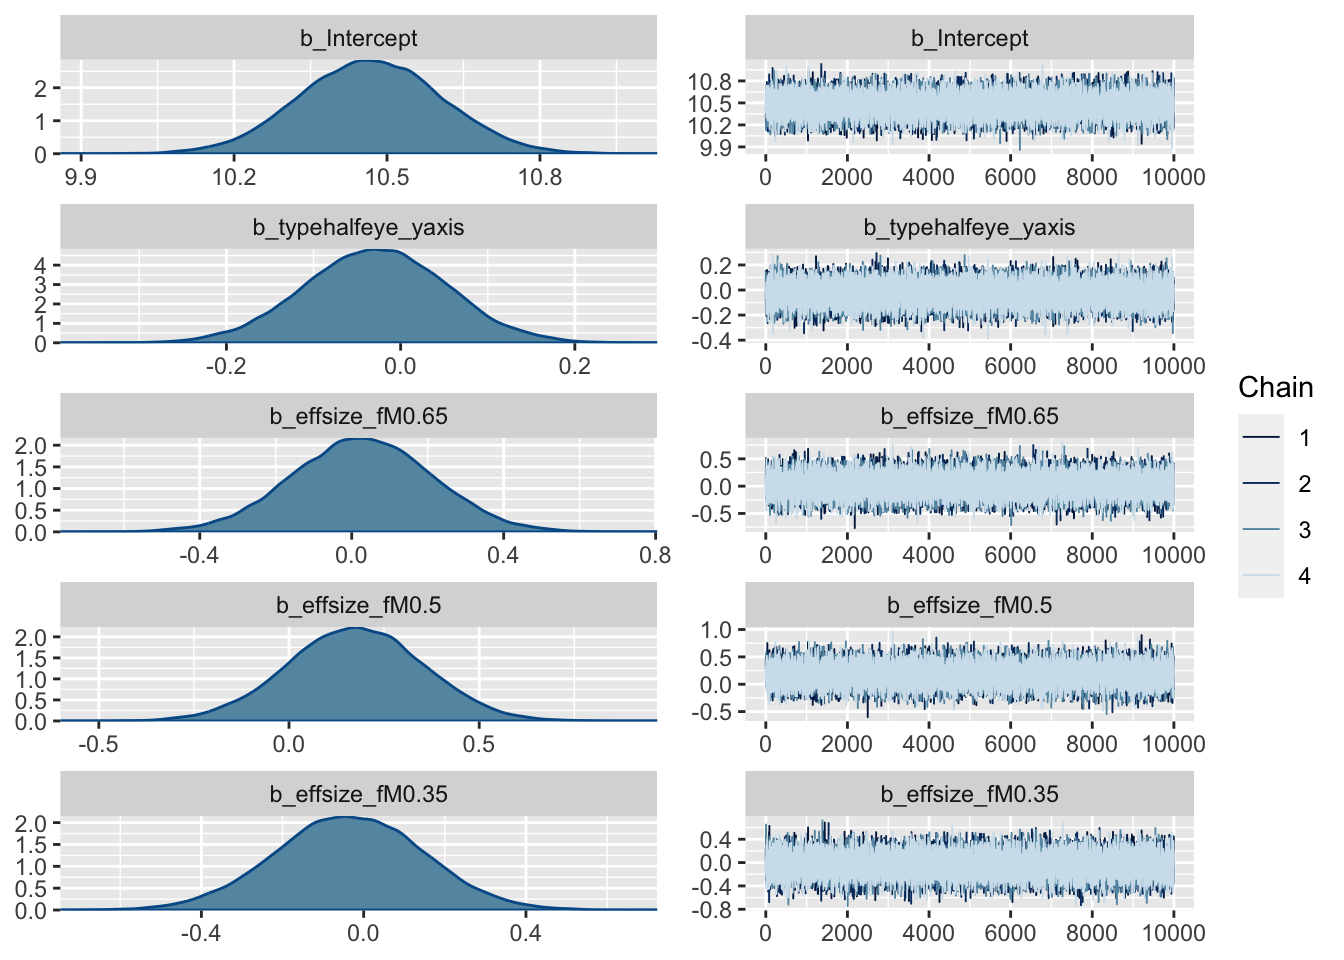 b_Intercept
2
1
0
9.9 10.2 10.5 10.8
b_Intercept
10.8
10.5
10.2
9.9
0 2000 4000 6000 8000 10000
b_typehalfeye_yaxis
4
3
2
1
0
-0.2 0.0 0.2
b_typehalfeye_yaxis
0.2
0.0
-0.2
-0.4
0 2000 4000 6000 8000 10000
b_effsize_fM0.65
2.0
1.5
1.0
0.5
0.0
-0.4 0.0 0.4 0.8
b_effsize_fM0.65
0.5
0.0
-0.5
0 2000 4000 6000 8000 10000
b_effsize_fM0.5
2.0
1.5
1.0
0.5
0.0
-0.5 0.0 0.5
b_effsize_fM0.5
1.0
0.5
0.0
-0.5
0 2000 4000 6000 8000 10000
b_effsize_fM0.35
2.0
1.5
1.0
0.5
0.0
-0.4 0.0 0.4
b_effsize_fM0.35
0.4
0.0
-0.4
-0.8
0 2000 4000 6000 8000 10000
Chain
1
2
3
4